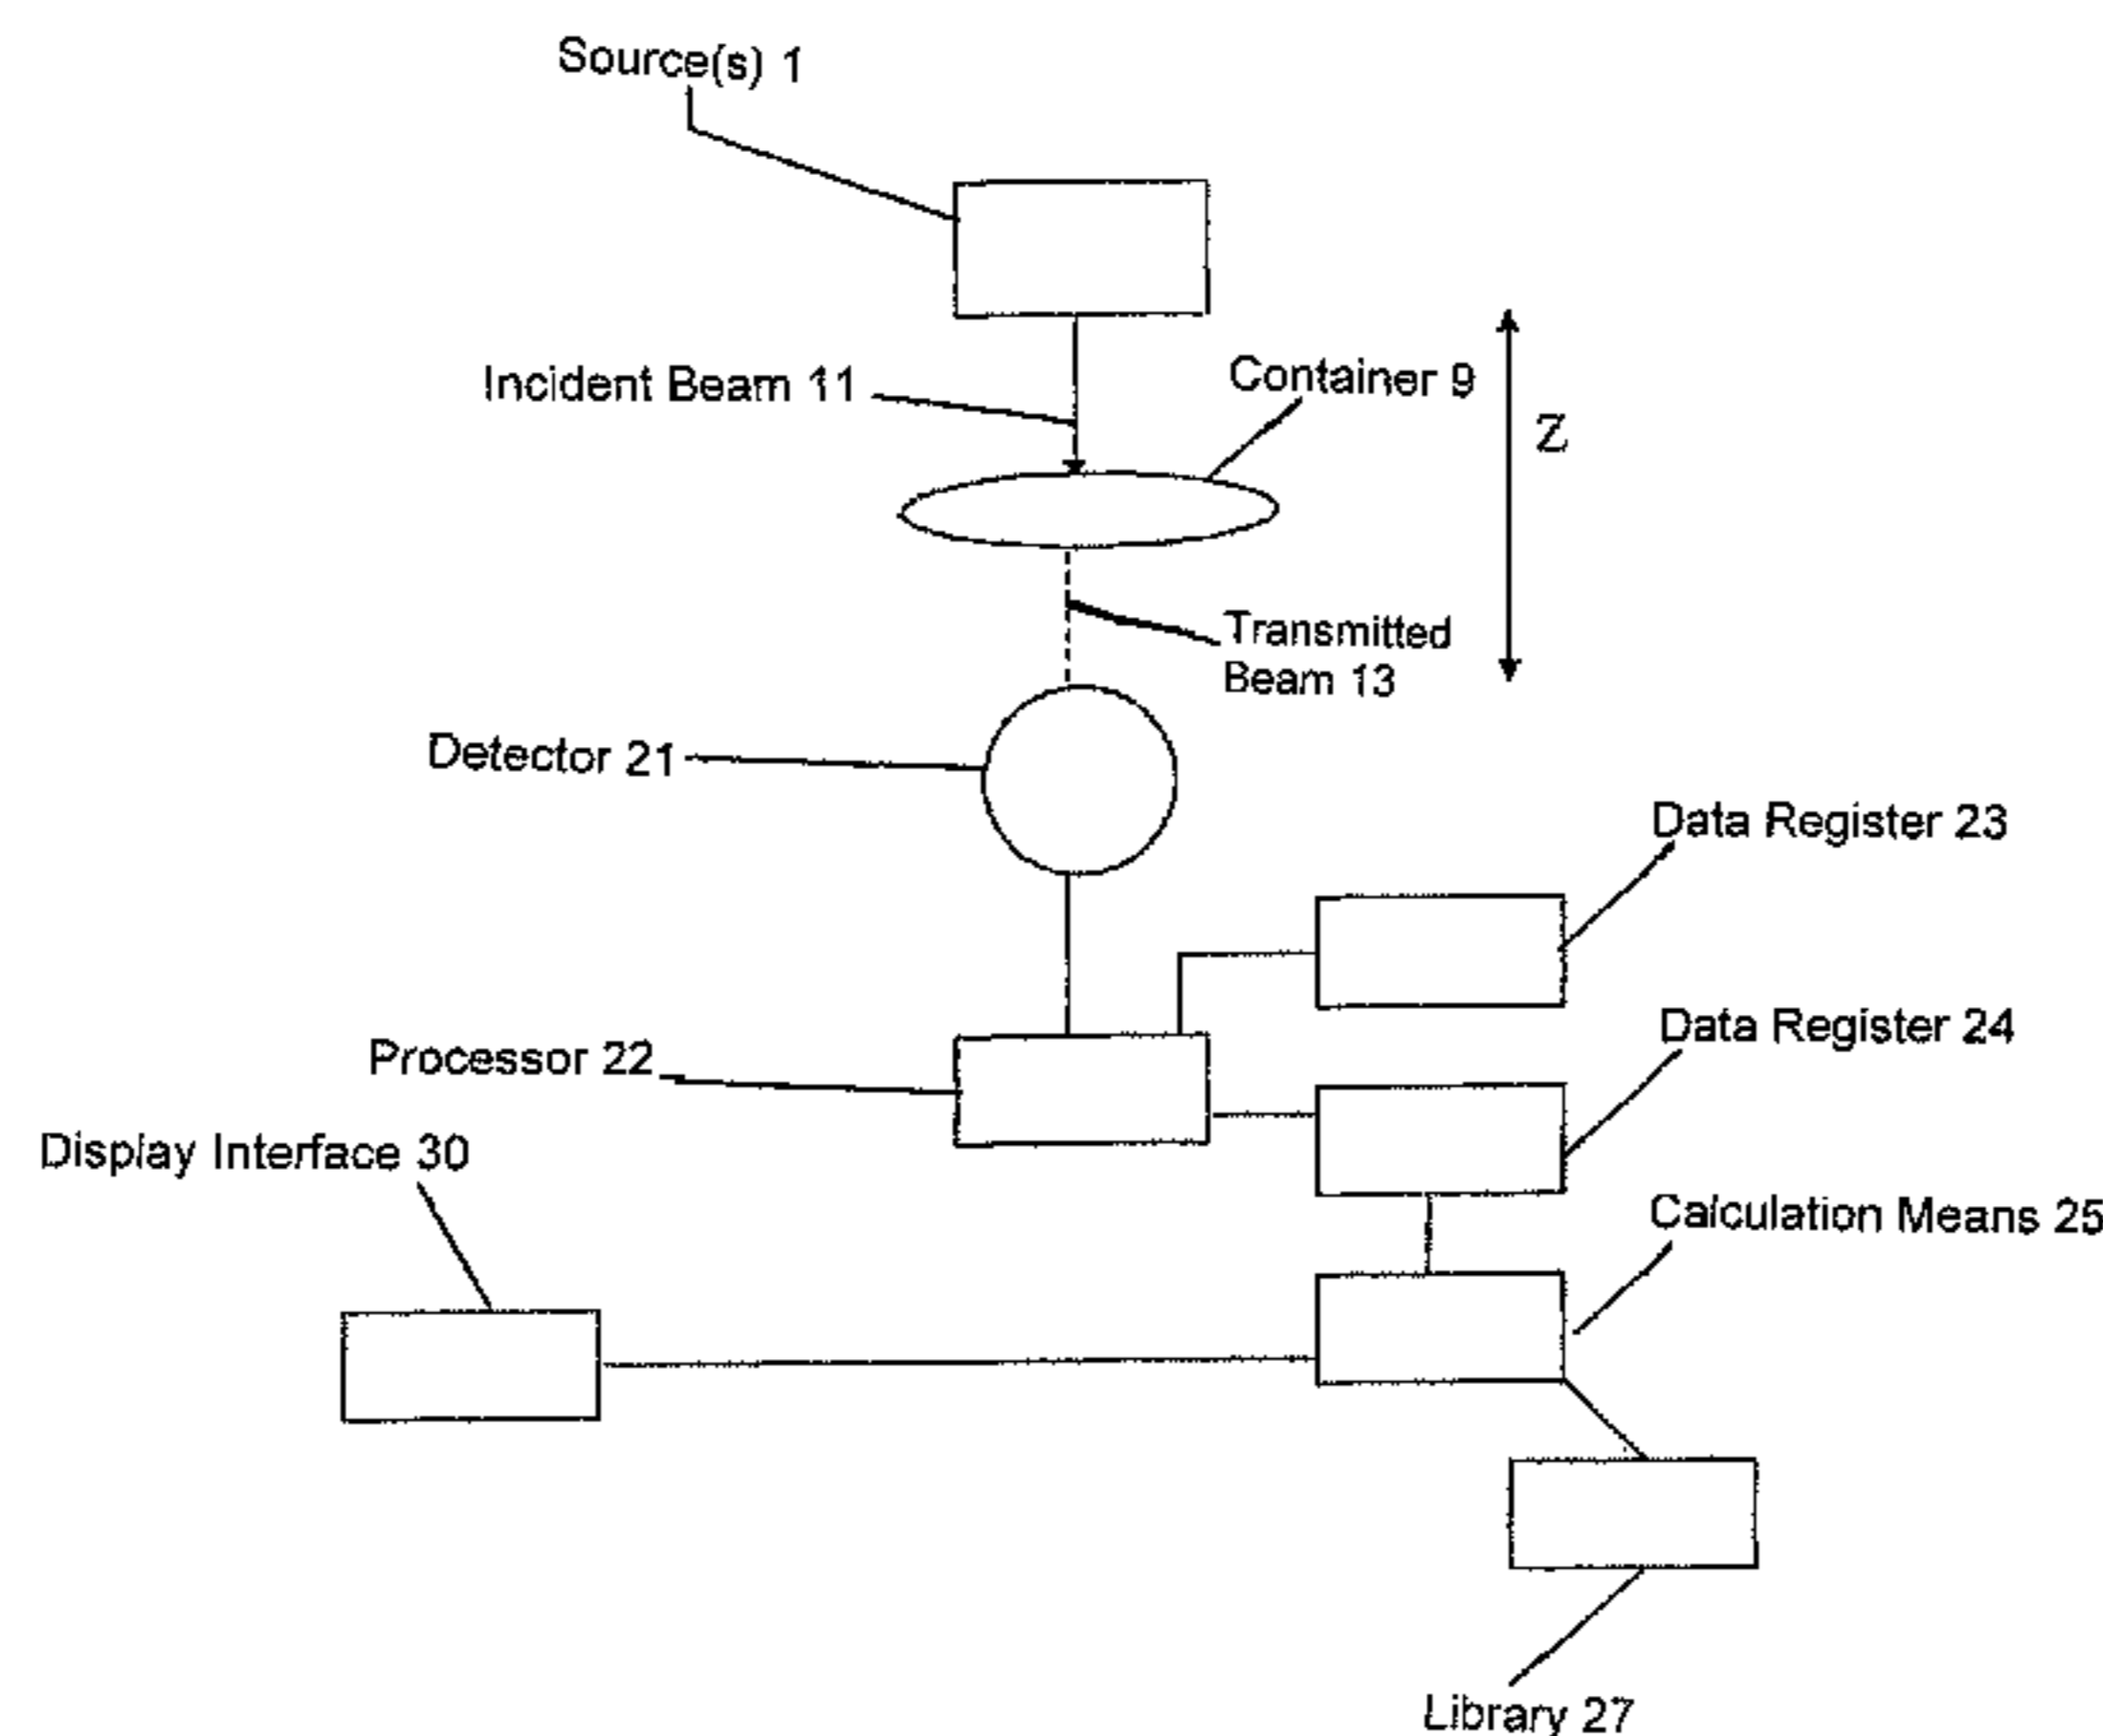 Source(s) 1
Incident Beam 11
Container 9
Z
Transmitted
Beam 13
Detector 21
Data Register 23
Data Register 24
Processor 22
Display Interface 30
Calculation Means 25
Library 27